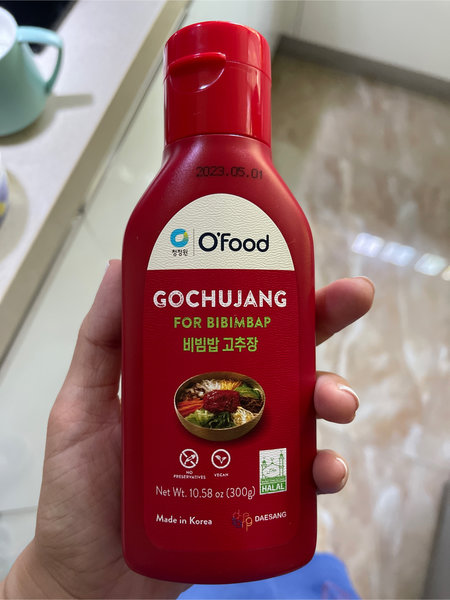 2023.05.01
청정원
O'Food
GOCHUJANG
FOR BIBIMBAP
비빔밥 고추장
NO
PRESERVATIVES
VEGAN
HALAL
Net Wt. 10.58 oz (300g)
Made in Korea
DAESANG